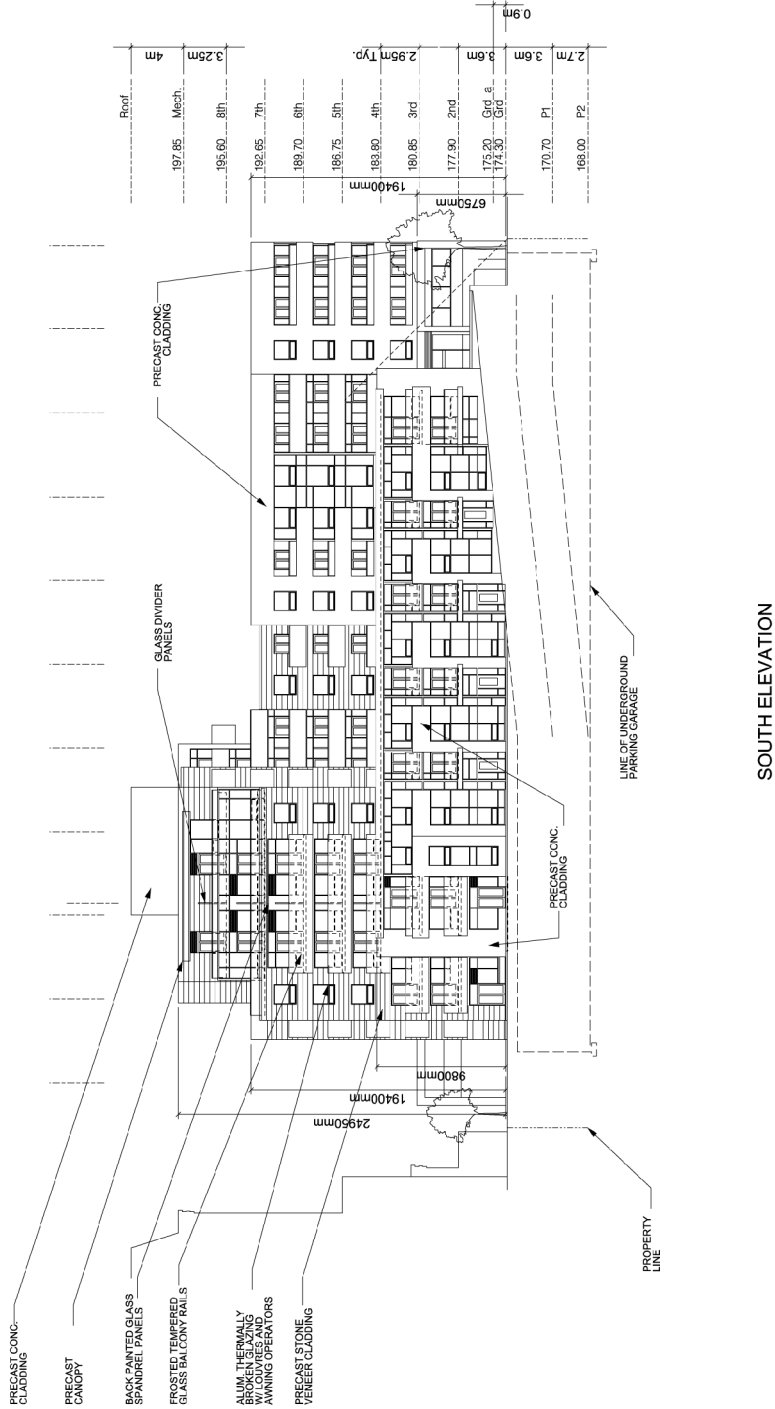 PRECAST CONC.
CLADDING
PRECAST
CANOPY
BACK PAINTED GLASS
SPANDREL PANELS
FROSTED TEMPERED
GLASS BALCONY RAILS
ALUM. THERMALLY
BROKEN GLAZING
W/ LOUVRES AND
AWNING OPERATORS
PRECAST STONE
VENEER CLADDING
GLASS DIVIDER
PANELS
PRECAST CONC.
CLADDING
24950mm
19400mm
9800mm
19400mm
6750mm
Roof
4m
197.85 Mech.
3.25m
195.60 8th
192.65 7th
189.70 6th
186.75 5th
2.95m Typ.
183.80 4th
180.85 3rd
177.90 2nd
3.6m
175.20 Grd a
174.30 Grd
0.9m
3.6m
170.70 P1
2.7m
168.00 P2
PRECAST CONC.
CLADDING
PROPERTY
LINE
LINE OF UNDERGROUND
PARKING GARAGE
SOUTH ELEVATION